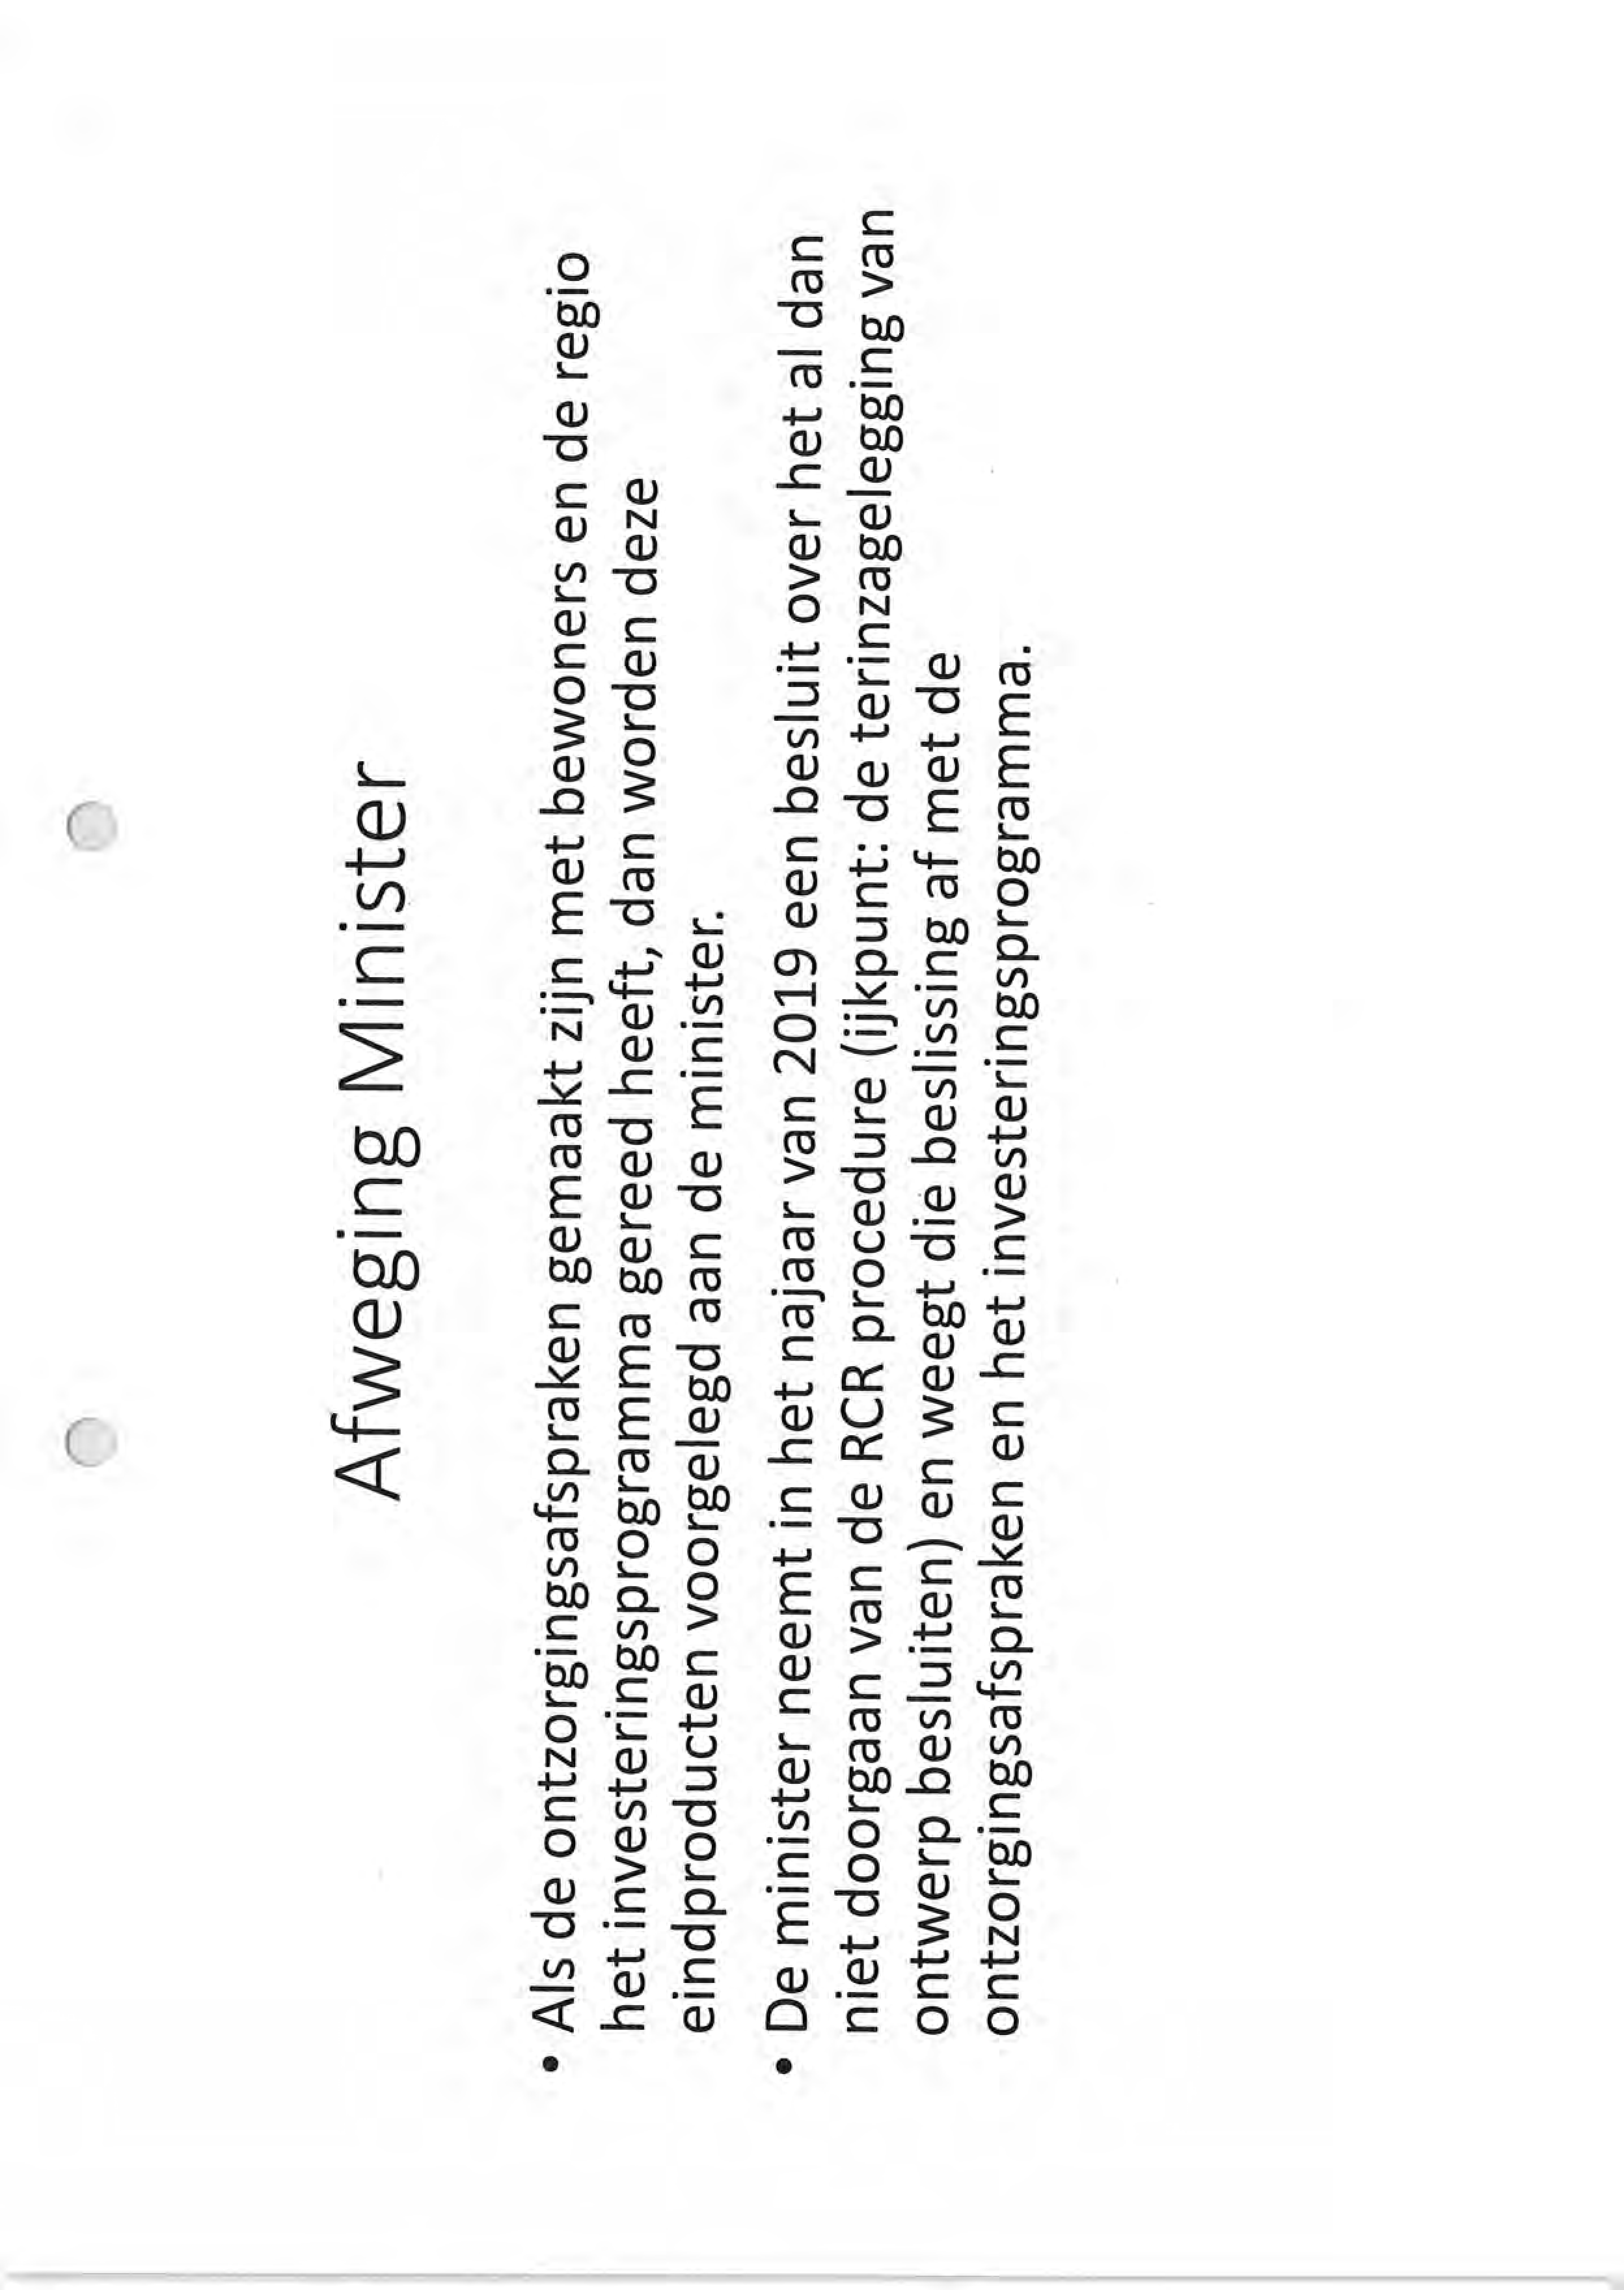 Afweging Minister
• Als de ontzorgingsafspraken gemaakt zijn met bewoners en de regio
het investeringsprogramma gereed heeft, dan worden deze
eindproducten voorgelegd aan de minister.
• De minister neemt in het najaar van 2019 een besluit over het al dan
niet doorgaan van de RCR procedure (ijkpunt: de terinzagelegging van
ontwerp besluiten) en weegt die beslissing af met de
ontzorgingsafspraken en het investeringsprogramma.